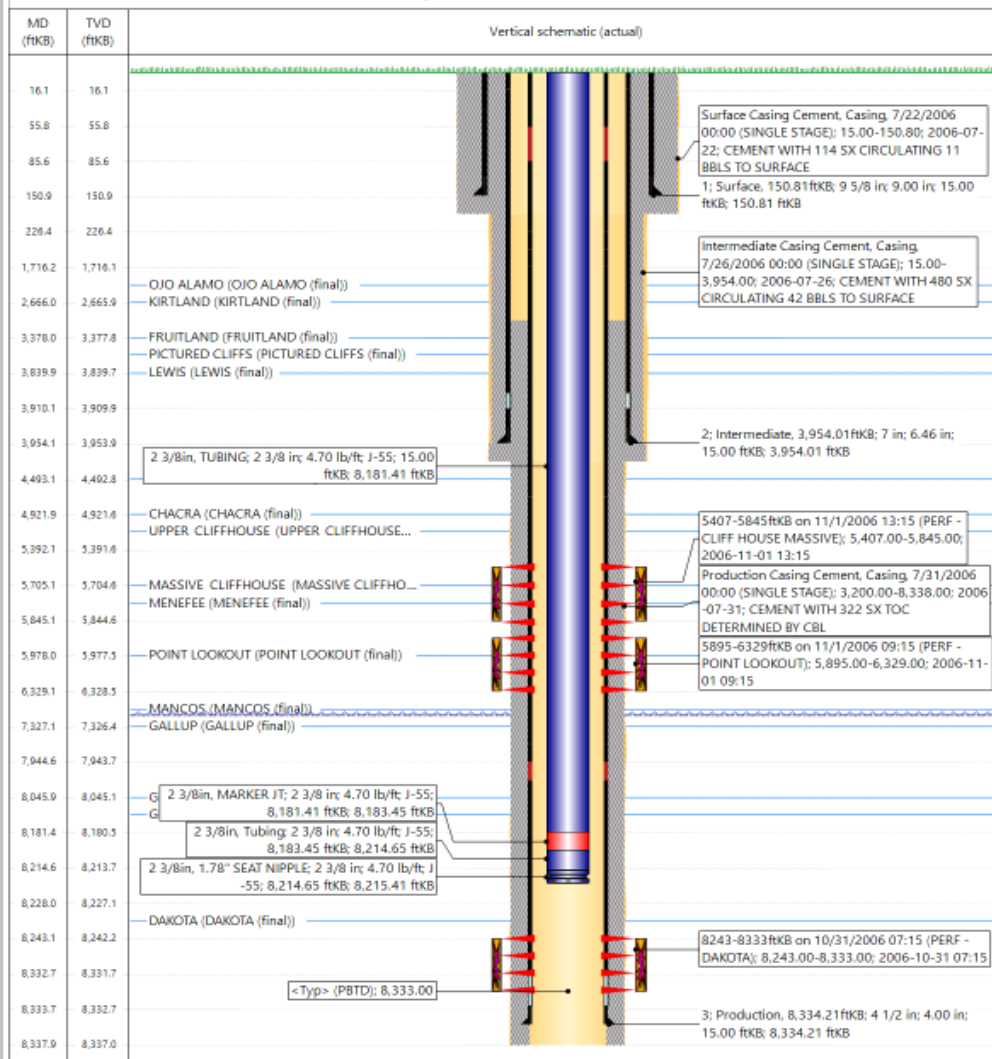 MD
(ftKB)
TVD
(ftKB)
Vertical schematic (actual)
16.1 16.1
55.8 55.8
85.6 85.6
150.9 150.9
226.4 226.4
1,716.2 1,716.1
2,666.0 2,665.9
3,378.0 3,377.8
3,839.9 3,839.7
3,910.1 3,909.9
3,954.1 3,953.9
4,493.1 4,492.8
4,921.9 4,921.6
5,392.1 5,391.6
5,705.1 5,704.6
5,845.1 5,844.6
5,978.0 5,977.5
6,329.1 6,328.5
7,327.1 7,326.4
7,944.6 7,943.7
8,045.9 8,045.1
8,181.4 8,180.5
8,214.6 8,213.7
8,228.0 8,227.1
8,243.1 8,242.2
8,332.7 8,331.7
8,333.7 8,332.7
8,337.9 8,337.0
OJO ALAMO (OJO ALAMO (final))
KIRTLAND (KIRTLAND (final))
FRUITLAND (FRUITLAND (final))
PICTURED CLIFFS (PICTURED CLIFFS (final))
LEWIS (LEWIS (final))
2 3/8in, TUBING; 2 3/8 in; 4.70 lb/ft; J-55; 15.00
ftKB; 8,181.41 ftKB
CHACRA (CHACRA (final))
UPPER CLIFFHOUSE (UPPER CLIFFHOUSE...
MASSIVE CLIFFHOUSE (MASSIVE CLIFFHO...
MENEFEE (MENEFEE (final))
POINT LOOKOUT (POINT LOOKOUT (final))
MANCOS (MANCOS (final))
GALLUP (GALLUP (final))
G
G
2 3/8in, MARKER JT; 2 3/8 in; 4.70 lb/ft; J-55;
8,181.41 ftKB; 8,183.45 ftKB
2 3/8in, Tubing; 2 3/8 in; 4.70 lb/ft; J-55;
8,183.45 ftKB; 8,214.65 ftKB
2 3/8in, 1.78" SEAT NIPPLE; 2 3/8 in; 4.70 lb/ft; J
-55; 8,214.65 ftKB; 8,215.41 ftKB
DAKOTA (DAKOTA (final))
<Typ> (PBTD); 8,333.00
Surface Casing Cement, Casing, 7/22/2006
00:00 (SINGLE STAGE); 15.00-150.80; 2006-07-
22; CEMENT WITH 114 SX CIRCULATING 11
BBLS TO SURFACE
1; Surface, 150.81ftKB; 9 5/8 in; 9.00 in; 15.00
ftKB; 150.81 ftKB
Intermediate Casing Cement, Casing,
7/26/2006 00:00 (SINGLE STAGE); 15.00-
3,954.00; 2006-07-26; CEMENT WITH 480 SX
CIRCULATING 42 BBLS TO SURFACE
2; Intermediate, 3,954.01ftKB; 7 in; 6.46 in;
15.00 ftKB; 3,954.01 ftKB
5407-5845ftKB on 11/1/2006 13:15 (PERF -
CLIFF HOUSE MASSIVE); 5,407.00-5,845.00;
2006-11-01 13:15
Production Casing Cement, Casing, 7/31/2006
00:00 (SINGLE STAGE); 3,200.00-8,338.00; 2006
-07-31; CEMENT WITH 322 SX TOC
DETERMINED BY CBL
5895-6329ftKB on 11/1/2006 09:15 (PERF -
POINT LOOKOUT); 5,895.00-6,329.00; 2006-11-
01 09:15
8243-8333ftKB on 10/31/2006 07:15 (PERF -
DAKOTA); 8,243.00-8,333.00; 2006-10-31 07:15
3; Production, 8,334.21ftKB; 4 1/2 in; 4.00 in;
15.00 ftKB; 8,334.21 ftKB